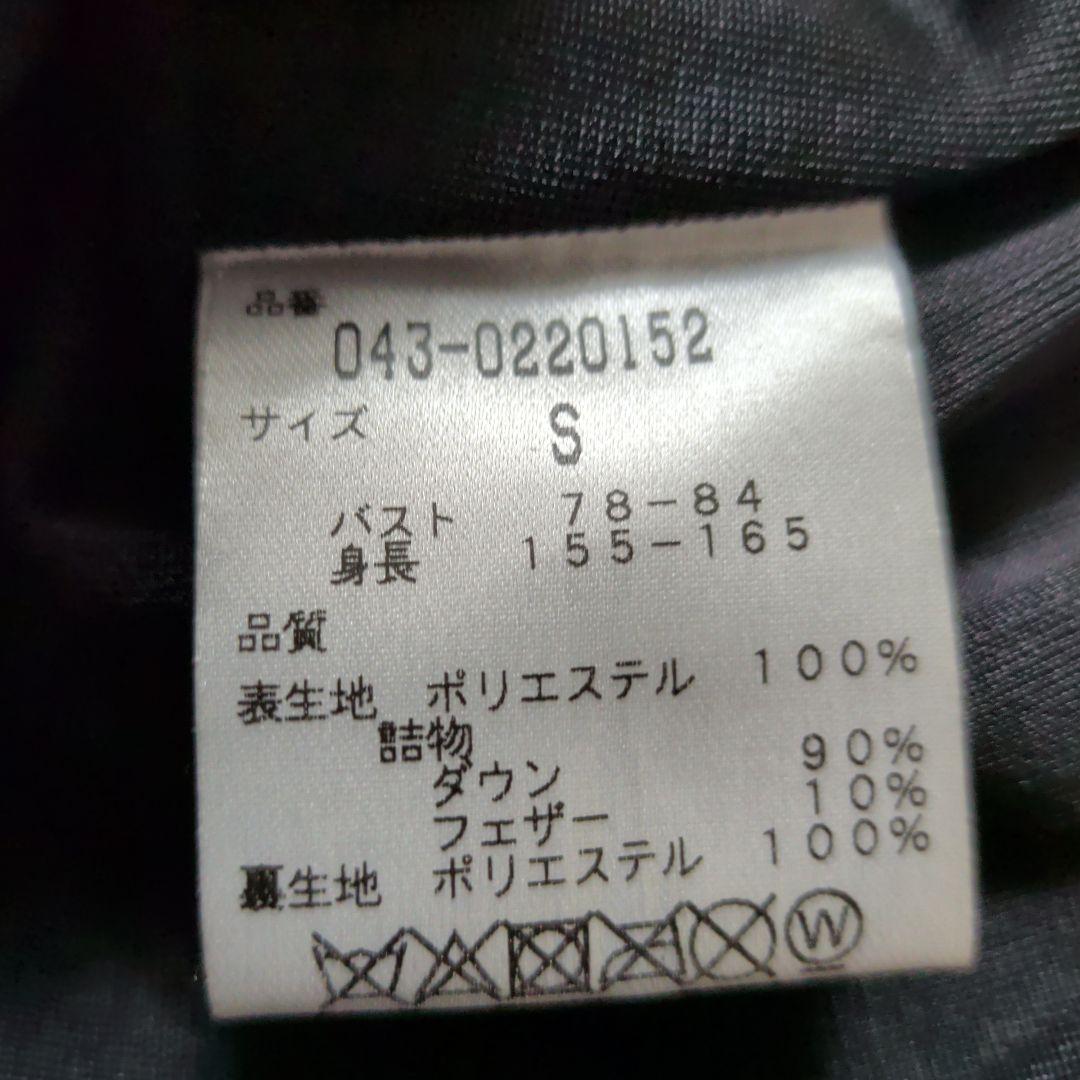 品番
043-0220152
サイズ S
バスト 78-84
身長 155-165
品質
表生地 ポリエステル 100%
詰物
ダウン 90%
フェザー 10%
裏生地 ポリエステル 100%
W